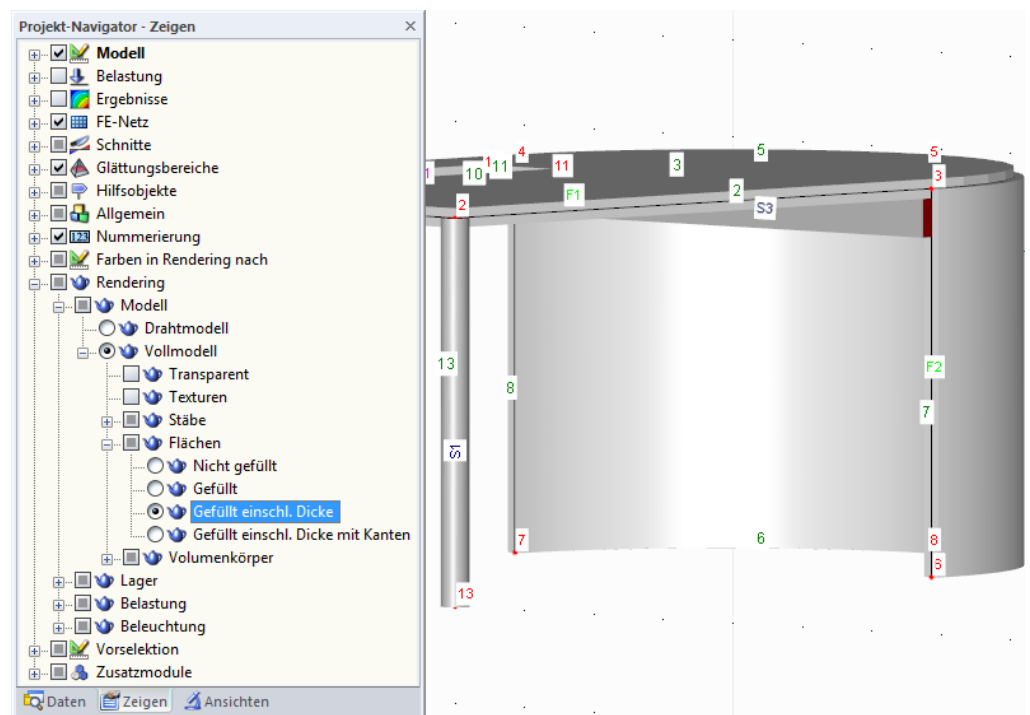 Projekt-Navigator - Zeigen
Modell
Belastung
Ergebnisse
FE-Netz
Schnitte
Glättungsbereiche
Hilfsobjekte
Allgemein
123 Nummerierung
Farben in Rendering nach
Rendering
Modell
Drahtmodell
Vollmodell
Transparent
Texturen
Stäbe
Flächen
Nicht gefüllt
Gefüllt
Gefüllt einschl. Dicke
Gefüllt einschl. Dicke mit Kanten
Volumenkörper
Lager
Belastung
Beleuchtung
Vorselektion
Zusatzmodule
Daten Zeigen Ansichten
4 5 5
1 10 11 11 3 3
F1 2
2 S3
13 F2
8 7
S1
7 6 8
13